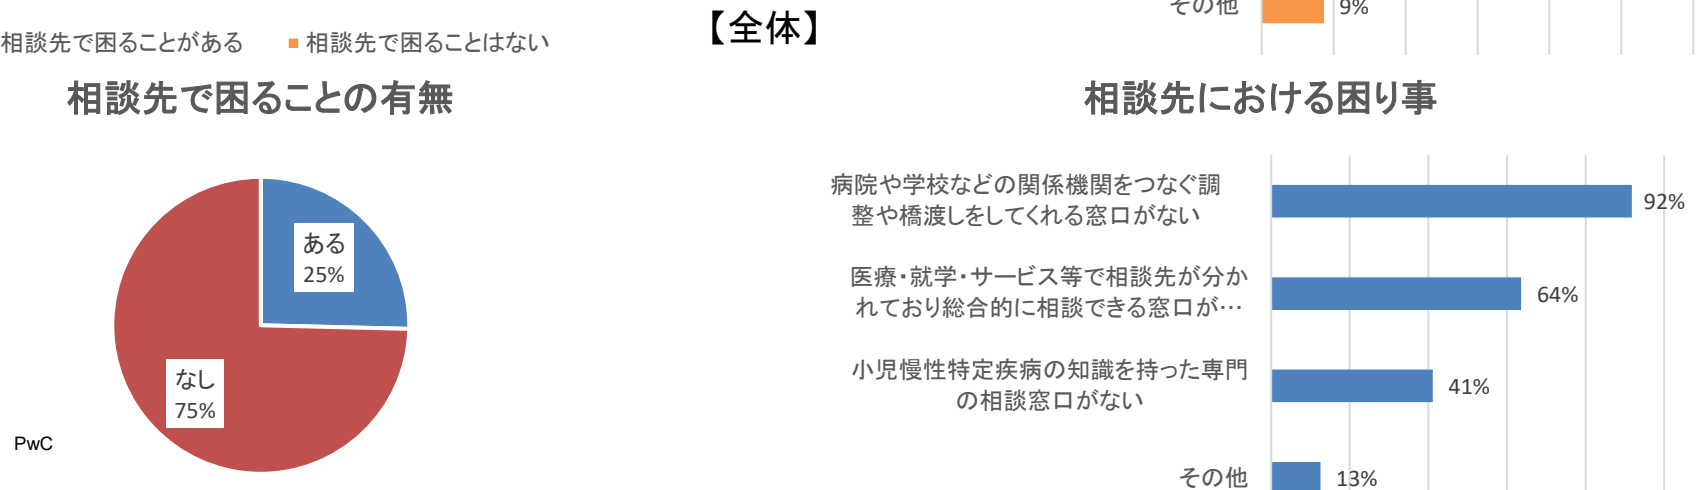 その他
9%
【全体】
相談先で困ることがある
相談先で困ることはない
相談先で困ることの有無
ある
25%
なし
75%
PwC
相談先における困り事
病院や学校などの関係機関をつなぐ調
整や橋渡しをしてくれる窓口がない
92%
医療・就学・サービス等で相談先が分か
れており総合的に相談できる窓口が…
64%
小児慢性特定疾病の知識を持った専門
の相談窓口がない
41%
その他
13%